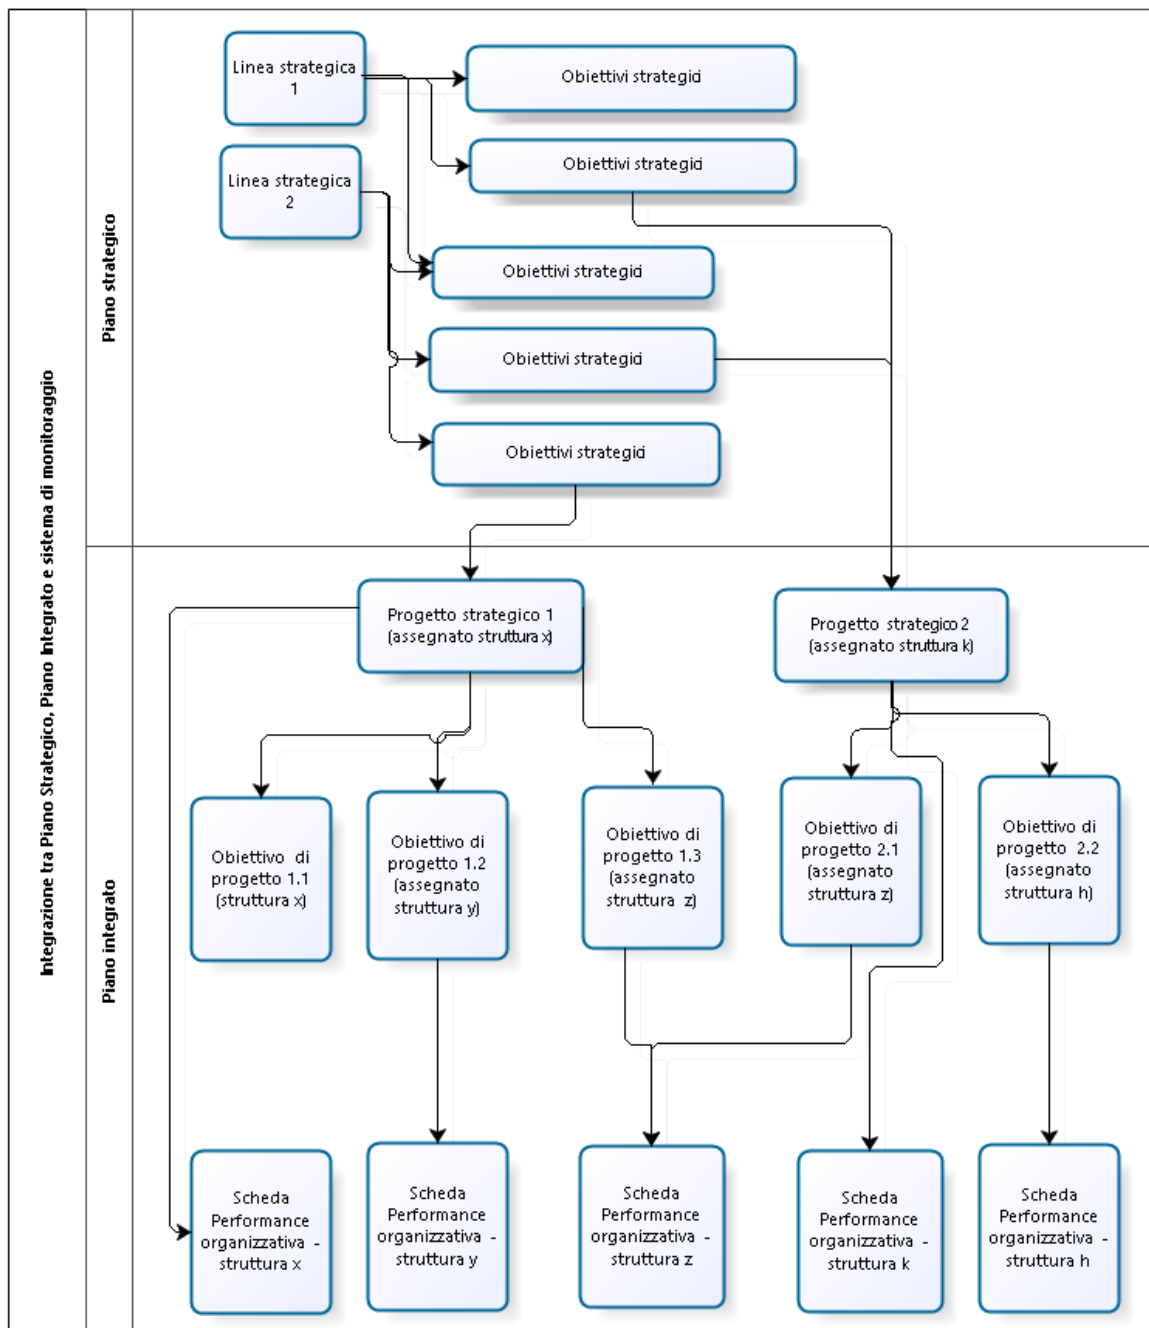 Integrazione tra Piano Strategico, Piano Integrato e sistema di monitoraggio
Piano strategico
Linea strategica
1
Obiettivi strategici
Obiettivi strategici
Linea strategica
2
Obiettivi strategici
Obiettivi strategici
Obiettivi strategici
Piano integrato
Progetto strategico 1
(assegnato struttura x)
Progetto strategico 2
(assegnato struttura k)
Obiettivo di
progetto 1.1
(struttura x)
Obiettivo di
progetto 1.2
(assegnato
struttura y)
Obiettivo di
progetto 1.3
(assegnato
struttura z)
Obiettivo di
progetto 2.1
(assegnato
struttura z)
Obiettivo di
progetto 2.2
(assegnato
struttura h)
Scheda
Performance
organizzativa -
struttura x
Scheda
Performance
organizzativa -
struttura y
Scheda
Performance
organizzativa -
struttura z
Scheda
Performance
organizzativa -
struttura k
Scheda
Performance
organizzativa -
struttura h